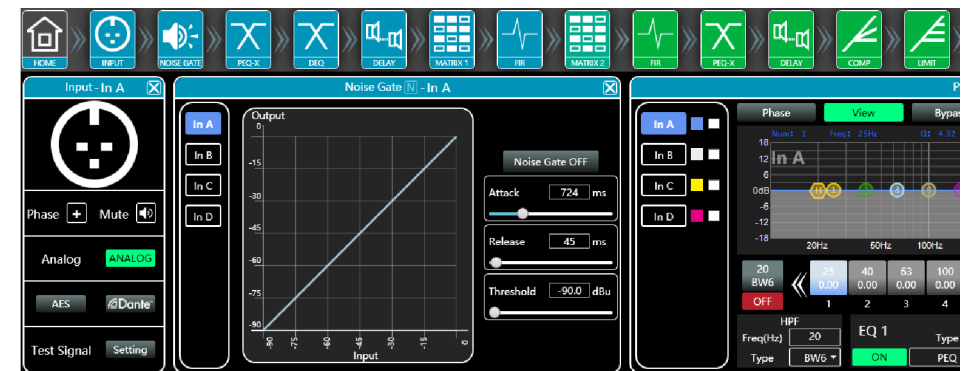 HOME INPUT NOISE GATE PEQ-X DEQ DELAY MATRIX 1 FIR MATRIX 2 FIR PEQ-X DELAY COMP LIMIT
Input-In A
Phase + Mute
Analog ANALOG
AES Dante
Test Signal Setting
Noise Gate N -In A
In A
In B
In C
In D
Output
0
-15
-30
-45
-60
-75
-90
-90 -75 -60 -45 -30 -15 0
Input
Noise Gate OFF
Attack 724 ms
Release 45 ms
Threshold -90.0 dBu
P
In A
In B
In C
In D
Phase View Bypas
Num: 1 Freq: 25Hz Q: 4.32
In A
18
12
6
0dB
-6
-12
-18
H 1 3
20Hz 50Hz 100Hz
20 25 40 63 100
BW6 0.00 0.00 0.00 0.00
OFF 1 2 3 4
HPF
Freq(Hz) 20
Type BW6
EQ 1
Type
ON PEQ